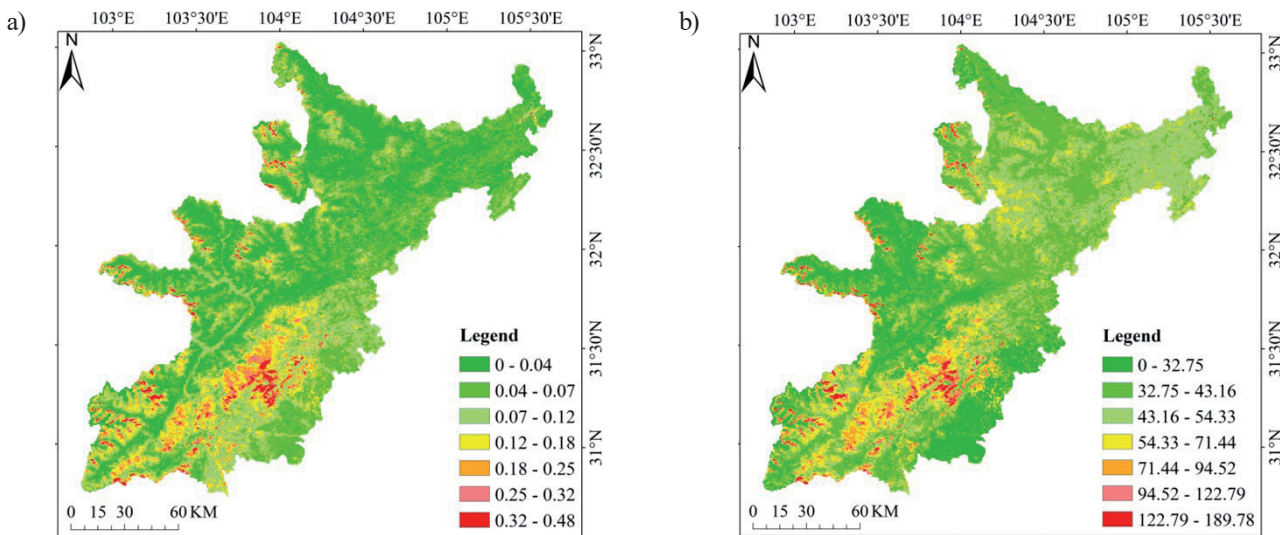 a)
103°E 103°30'E 104°E 104°30'E 105°E 105°30'E
N
33°N
32°30'N
32°N
31°30'N
31°N
Legend
0 - 0.04
0.04 - 0.07
0.07 - 0.12
0.12 - 0.18
0.18 - 0.25
0.25 - 0.32
0.32 - 0.48
0 15 30 60 KM
b)
103°E 103°30'E 104°E 104°30'E 105°E 105°30'E
N
33°N
32°30'N
32°N
31°30'N
31°N
Legend
0 - 32.75
32.75 - 43.16
43.16 - 54.33
54.33 - 71.44
71.44 - 94.52
94.52 - 122.79
122.79 - 189.78
0 15 30 60 KM